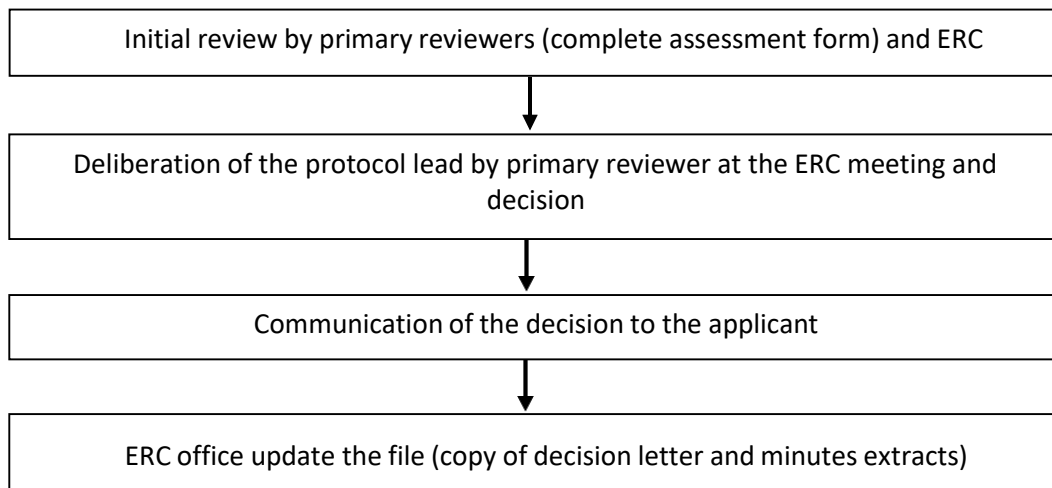 Initial review by primary reviewers (complete assessment form) and ERC
Deliberation of the protocol lead by primary reviewer at the ERC meeting and
decision
Communication of the decision to the applicant
ERC office update the file (copy of decision letter and minutes extracts)